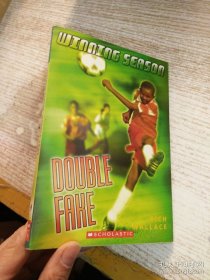 WINNING SEASON
DOUBLE
FAKE
RICH
WALLACE
SCHOLASTIC